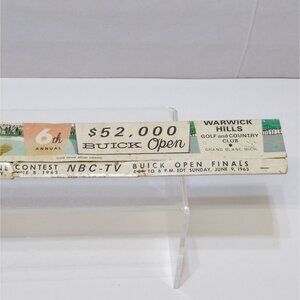 6th
ANNUAL
$52,000
BUICK Open
WARWICK
HILLS
GOLF and COUNTRY
CLUB
GRAND BLANC MICH.
CONTEST NBC-TV BUICK OPEN FINALS
8, 1963 TO 6 P.M. EDT SUNDAY, JUNE 9, 1963